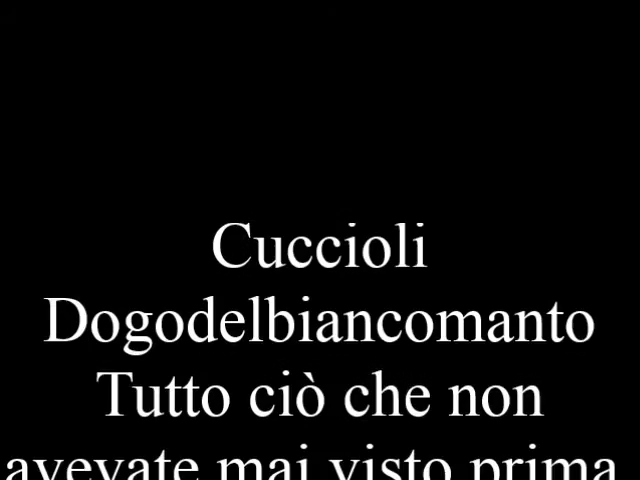 Cuccioli
Dogodelbiancomanto
Tutto ciò che non
avevate mai visto prima